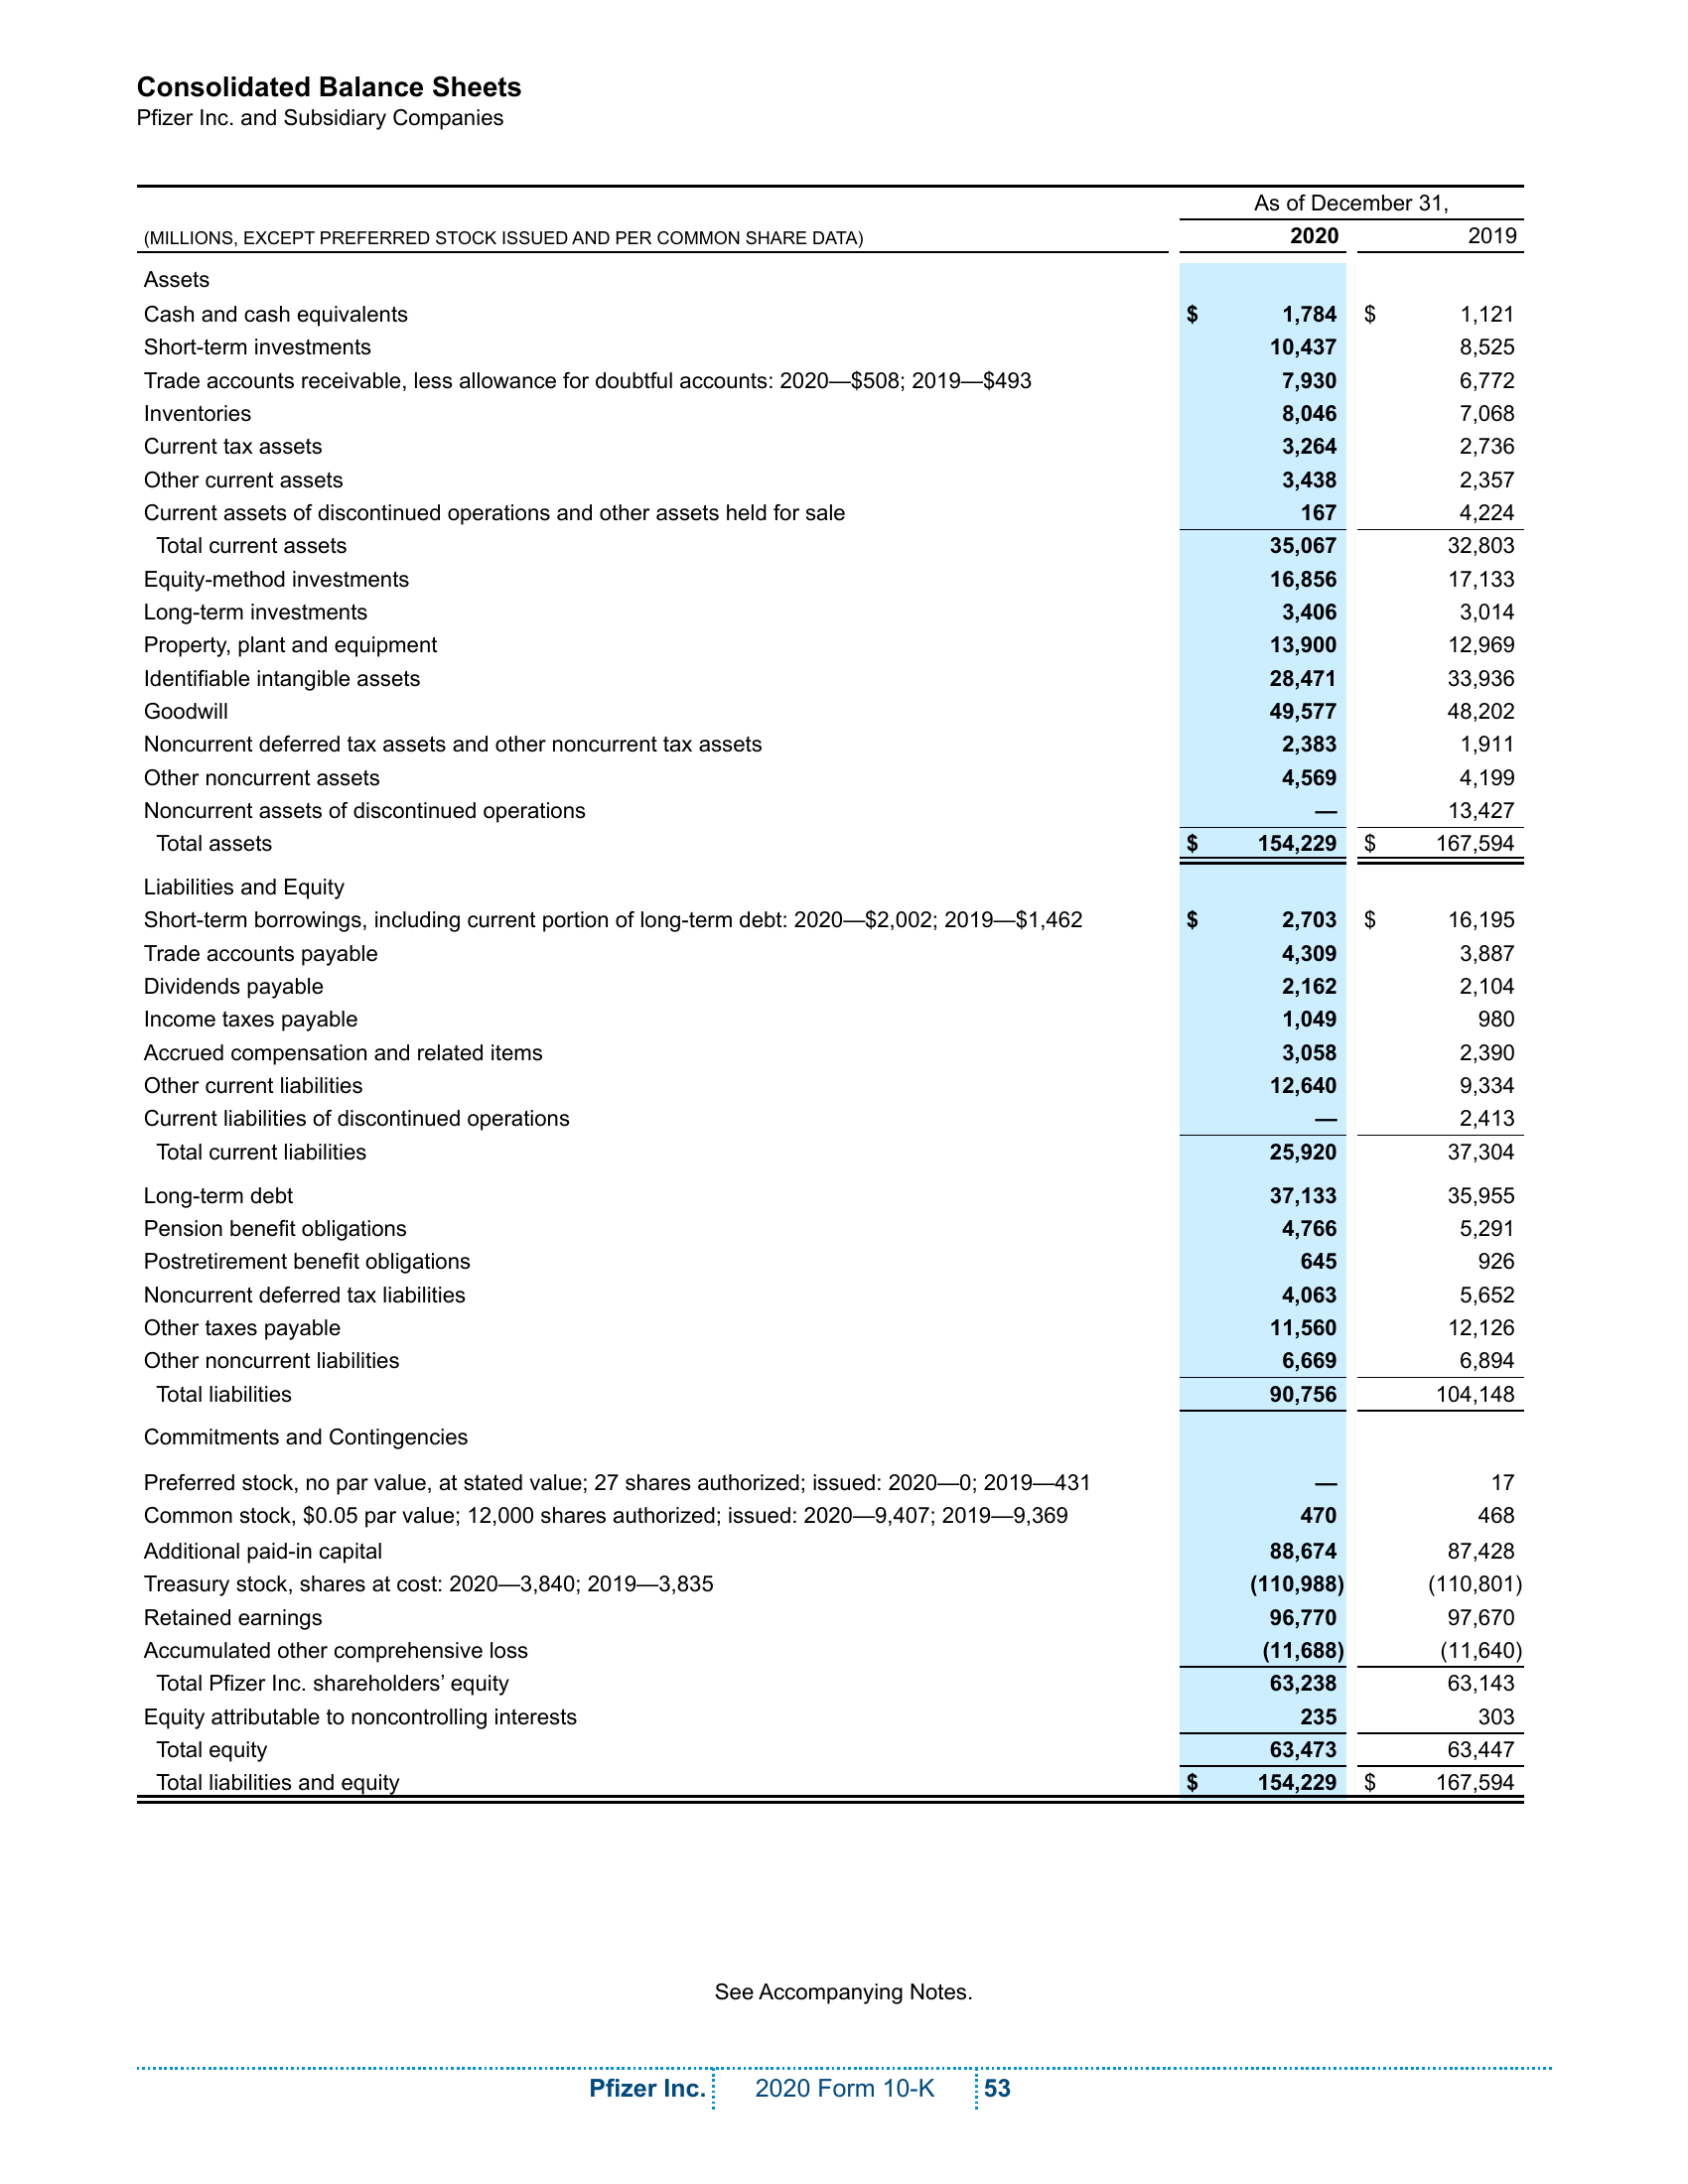 Consolidated Balance Sheets
Pfizer Inc. and Subsidiary Companies
As of December 31,
(MILLIONS, EXCEPT PREFERRED STOCK ISSUED AND PER COMMON SHARE DATA) 2020 2019
Assets
Cash and cash equivalents $ 1,784 $ 1,121
Short-term investments 10,437 8,525
Trade accounts receivable, less allowance for doubtful accounts: 2020—$508; 2019—$493 7,930 6,772
Inventories 8,046 7,068
Current tax assets 3,264 2,736
Other current assets 3,438 2,357
Current assets of discontinued operations and other assets held for sale 167 4,224
Total current assets 35,067 32,803
Equity-method investments 16,856 17,133
Long-term investments 3,406 3,014
Property, plant and equipment 13,900 12,969
Identifiable intangible assets 28,471 33,936
Goodwill 49,577 48,202
Noncurrent deferred tax assets and other noncurrent tax assets 2,383 1,911
Other noncurrent assets 4,569 4,199
Noncurrent assets of discontinued operations — 13,427
Total assets $ 154,229 $ 167,594
Liabilities and Equity
Short-term borrowings, including current portion of long-term debt: 2020—$2,002; 2019—$1,462 $ 2,703 $ 16,195
Trade accounts payable 4,309 3,887
Dividends payable 2,162 2,104
Income taxes payable 1,049 980
Accrued compensation and related items 3,058 2,390
Other current liabilities 12,640 9,334
Current liabilities of discontinued operations — 2,413
Total current liabilities 25,920 37,304
Long-term debt 37,133 35,955
Pension benefit obligations 4,766 5,291
Postretirement benefit obligations 645 926
Noncurrent deferred tax liabilities 4,063 5,652
Other taxes payable 11,560 12,126
Other noncurrent liabilities 6,669 6,894
Total liabilities 90,756 104,148
Commitments and Contingencies
Preferred stock, no par value, at stated value; 27 shares authorized; issued: 2020—0; 2019—431 — 17
Common stock, $0.05 par value; 12,000 shares authorized; issued: 2020—9,407; 2019—9,369 470 468
Additional paid-in capital 88,674 87,428
Treasury stock, shares at cost: 2020—3,840; 2019—3,835 (110,988) (110,801)
Retained earnings 96,770 97,670
Accumulated other comprehensive loss (11,688) (11,640)
Total Pfizer Inc. shareholders’ equity 63,238 63,143
Equity attributable to noncontrolling interests 235 303
Total equity 63,473 63,447
Total liabilities and equity $ 154,229 $ 167,594
See Accompanying Notes.
Pfizer Inc. 2020 Form 10-K 53